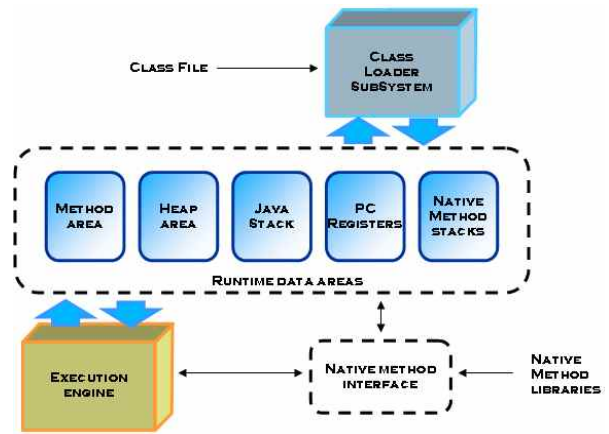 Class File
Class
Loader
SubSystem
Method
area
Heap
area
Java
Stack
PC
Registers
Native
Method
stacks
Runtime data areas
Execution
engine
Native method
interface
Native
Method
libraries